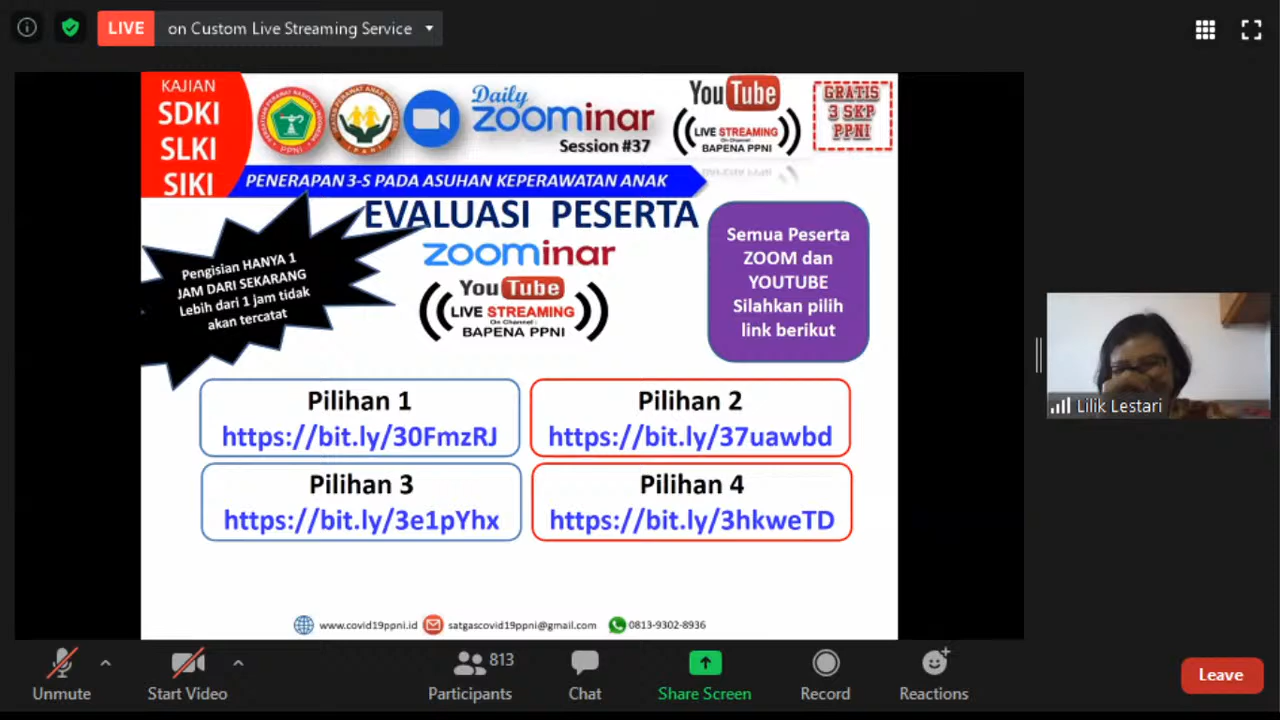 LIVE
on Custom Live Streaming Service
KAJIAN
SDKI
SLKI
SIKI
PPNI
Daily
zoominar
Session #37
YouTube
LIVE STREAMING
On Channel :
BAPENA PPNI
GRATIS
3 SKP
PPNI
PENERAPAN 3-S PADA ASUHAN KEPERAWATAN ANAK
EVALUASI PESERTA
zoominar
YouTube
LIVE STREAMING
On Channel :
BAPENA PPNI
Pengisian HANYA 1
JAM DARI SEKARANG
Lebih dari 1 jam tidak
akan tercatat
Semua Peserta
ZOOM dan
YOUTUBE
Silahkan pilih
link berikut
Pilihan 1
https://bit.ly/30FmzRJ
Pilihan 2
https://bit.ly/37uawbd
Pilihan 3
https://bit.ly/3e1pYhx
Pilihan 4
https://bit.ly/3hkweTD
www.covid19ppni.id
satgascovid19ppni@gmail.com
0813-9302-8936
Lilik Lestari
Unmute
Start Video
813
Participants
Chat
Share Screen
Record
Reactions
Leave